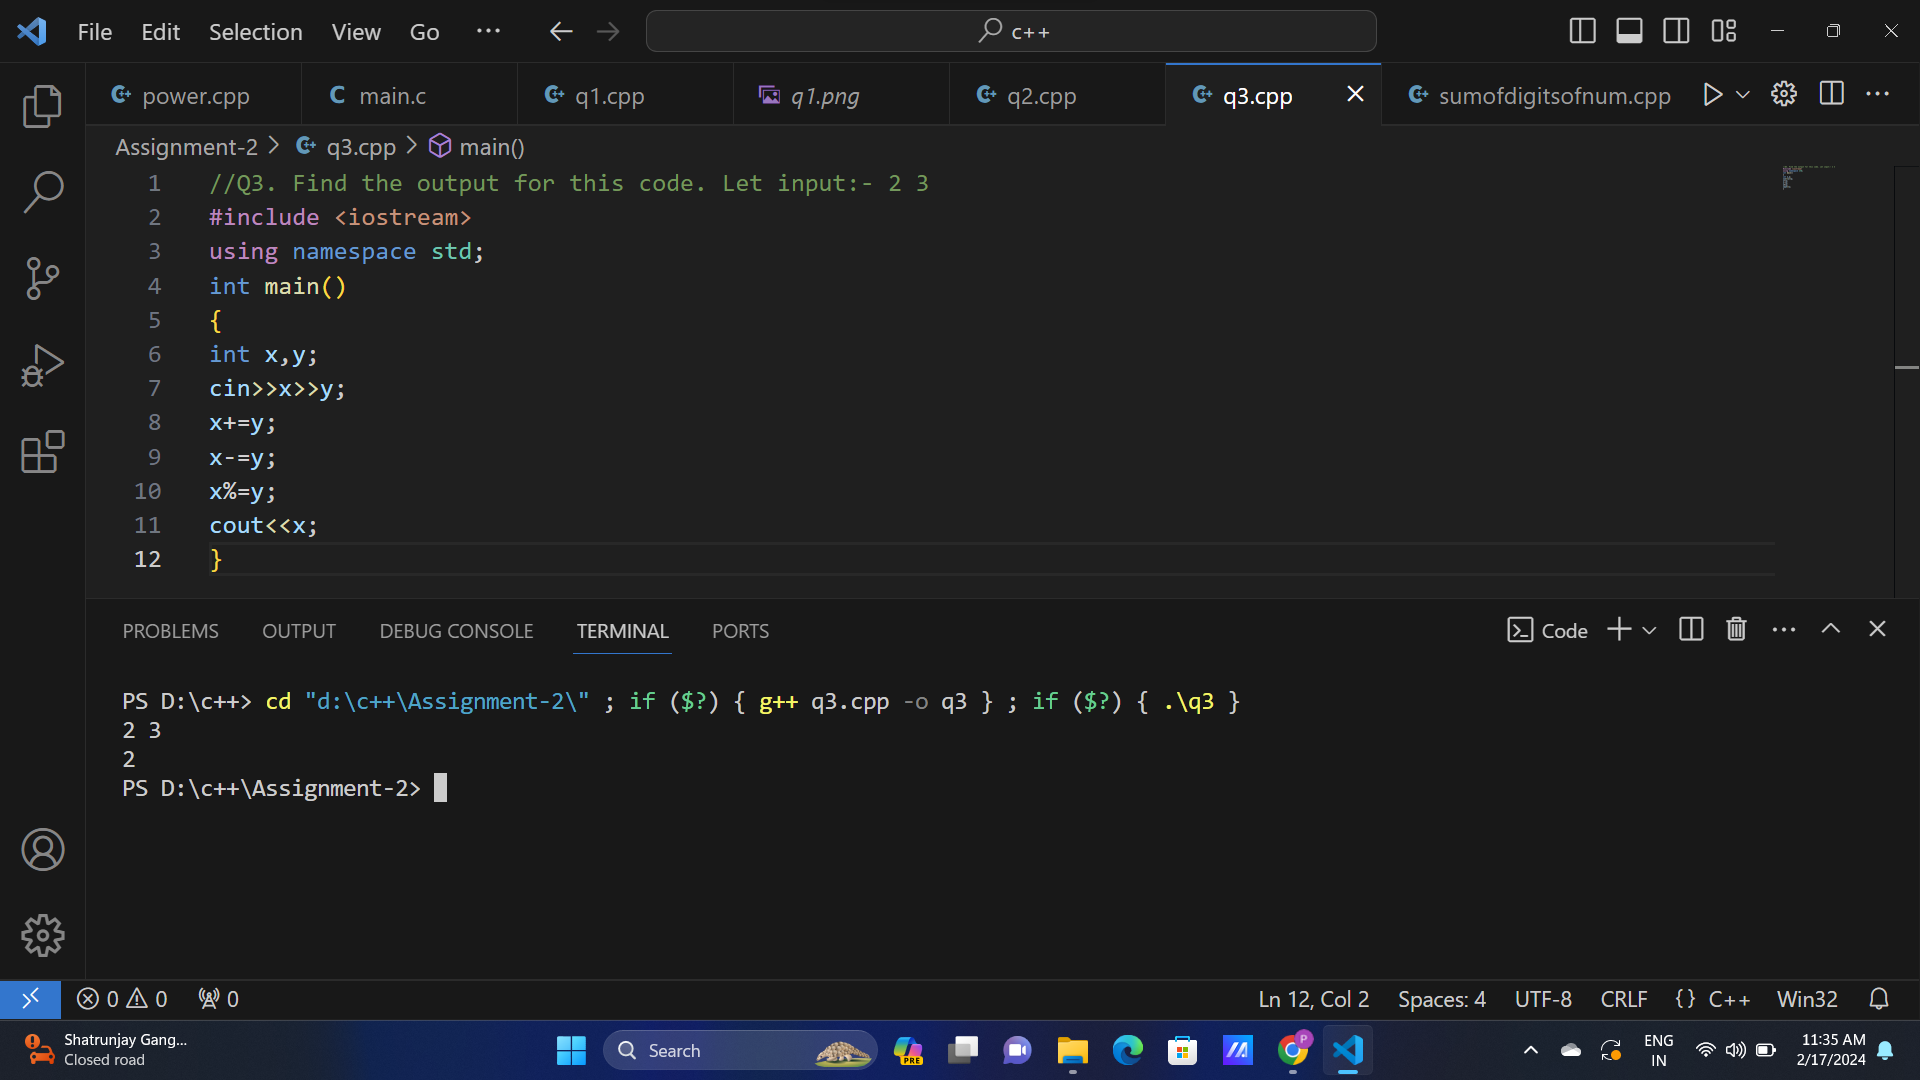 File Edit Selection View Go ··· c++
power.cpp main.c q1.cpp q1.png q2.cpp q3.cpp sumofdigitsofnum.cpp
Assignment-2 > q3.cpp > main()
1 //Q3. Find the output for this code. Let input:- 2 3
2 #include <iostream>
3 using namespace std;
4 int main()
5 {
6 int x,y;
7 cin>>x>>y;
8 x+=y;
9 x-=y;
10 x%=y;
11 cout<<x;
12 }
PROBLEMS OUTPUT DEBUG CONSOLE TERMINAL PORTS Code
PS D:\c++> cd "d:\c++\Assignment-2\" ; if ($?) { g++ q3.cpp -o q3 } ; if ($?) { .\q3 }
2 3
2
PS D:\c++\Assignment-2>
0 0 0 Ln 12, Col 2 Spaces: 4 UTF-8 CRLF {} C++ Win32
Shatrunjay Gang...
Closed road
Search
PRE
P
ENG
IN
11:35 AM
2/17/2024